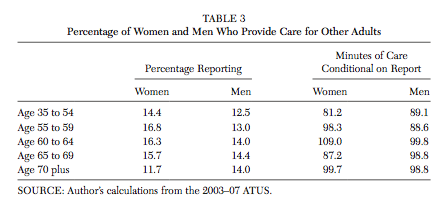 TABLE 3
Percentage of Women and Men Who Provide Care for Other Adults
Percentage Reporting Minutes of Care Conditional on Report
Women Men Women Men
Age 35 to 54 14.4 12.5 81.2 89.1
Age 55 to 59 16.8 13.0 98.3 88.6
Age 60 to 64 16.3 14.0 109.0 99.8
Age 65 to 69 15.7 14.4 87.2 98.8
Age 70 plus 11.7 14.0 99.7 98.8
SOURCE: Author's calculations from the 2003–07 ATUS.